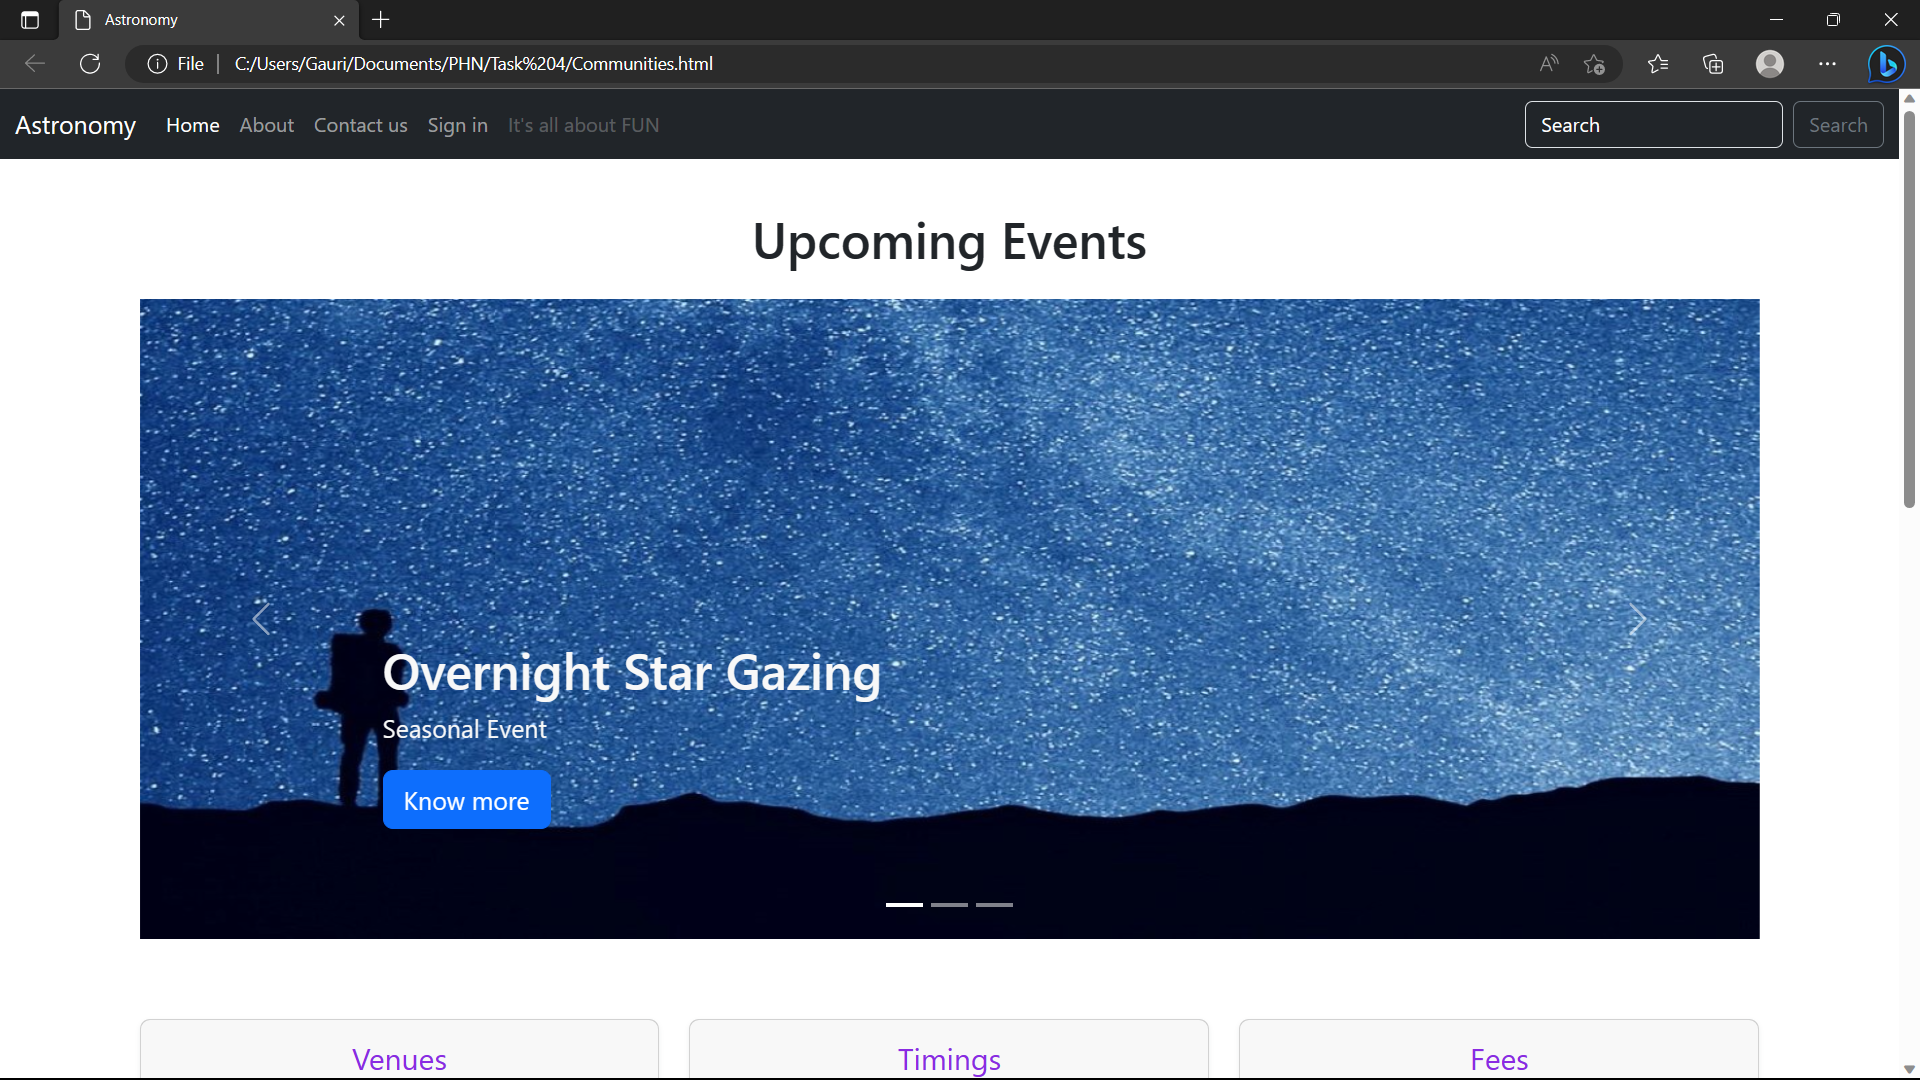 Astronomy
File C:/Users/Gauri/Documents/PHN/Task%204/Communities.html
Astronomy Home About Contact us Sign in It's all about FUN Search Search
Upcoming Events
Overnight Star Gazing
Seasonal Event
Know more
Venues Timings Fees